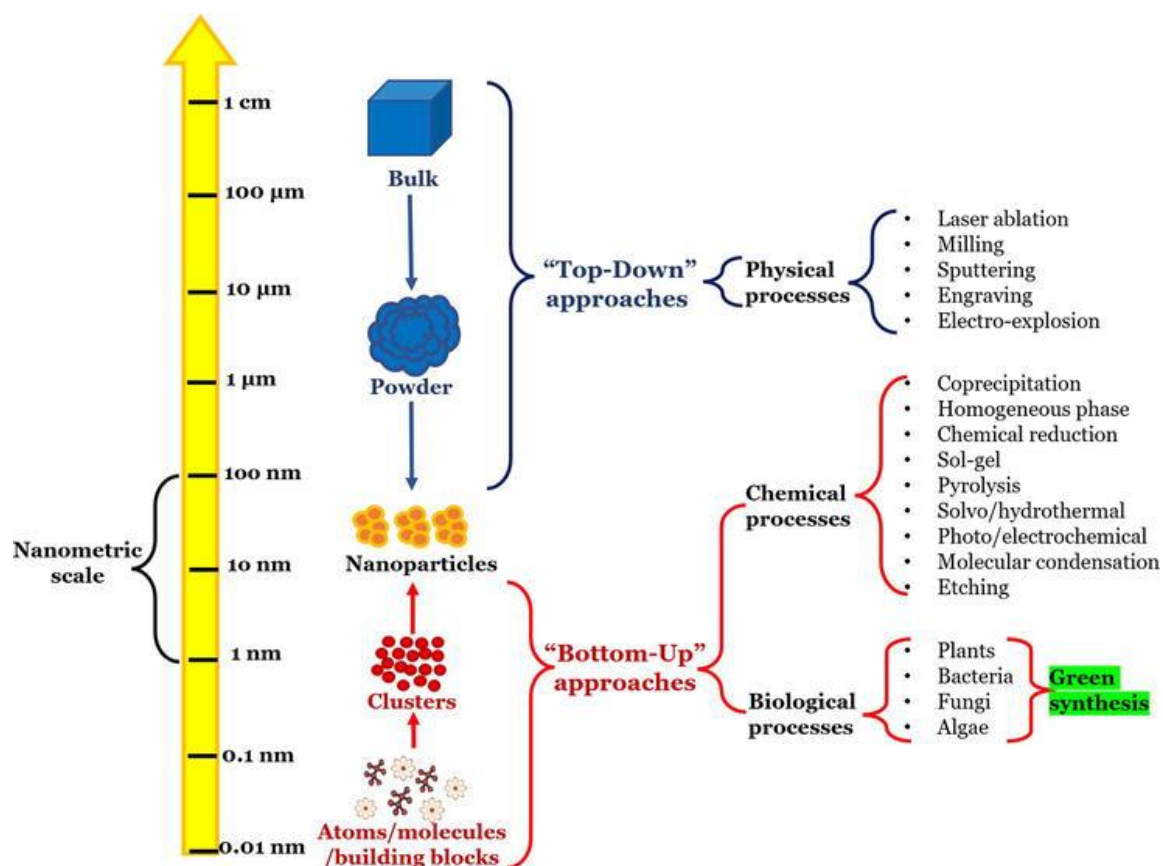 1 cm
100 µm
10 µm
1 µm
100 nm
10 nm
1 nm
0.1 nm
0.01 nm
Nanometric
scale
Bulk
Powder
Nanoparticles
Clusters
Atoms/molecules
/building blocks
“Top-Down”
approaches
Physical
processes
• Laser ablation
• Milling
• Sputtering
• Engraving
• Electro-explosion
“Bottom-Up”
approaches
Chemical
processes
• Coprecipitation
• Homogeneous phase
• Chemical reduction
• Sol-gel
• Pyrolysis
• Solvo/hydrothermal
• Photo/electrochemical
• Molecular condensation
• Etching
Biological
processes
• Plants
• Bacteria
• Fungi
• Algae
Green
synthesis